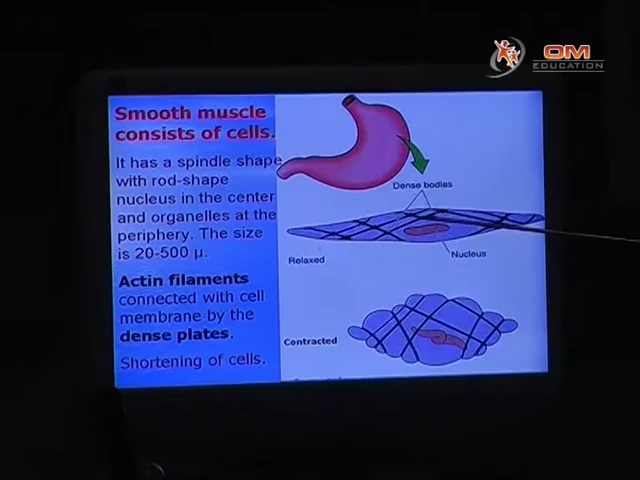 OM
EDUCATION
Smooth muscle
consists of cells.
It has a spindle shape
with rod-shape
nucleus in the center
and organelles at the
periphery. The size
is 20-500 μ.
Actin filaments
connected with cell
membrane by the
dense plates.
Shortening of cells.
Dense bodies
Relaxed
Nucleus
Contracted